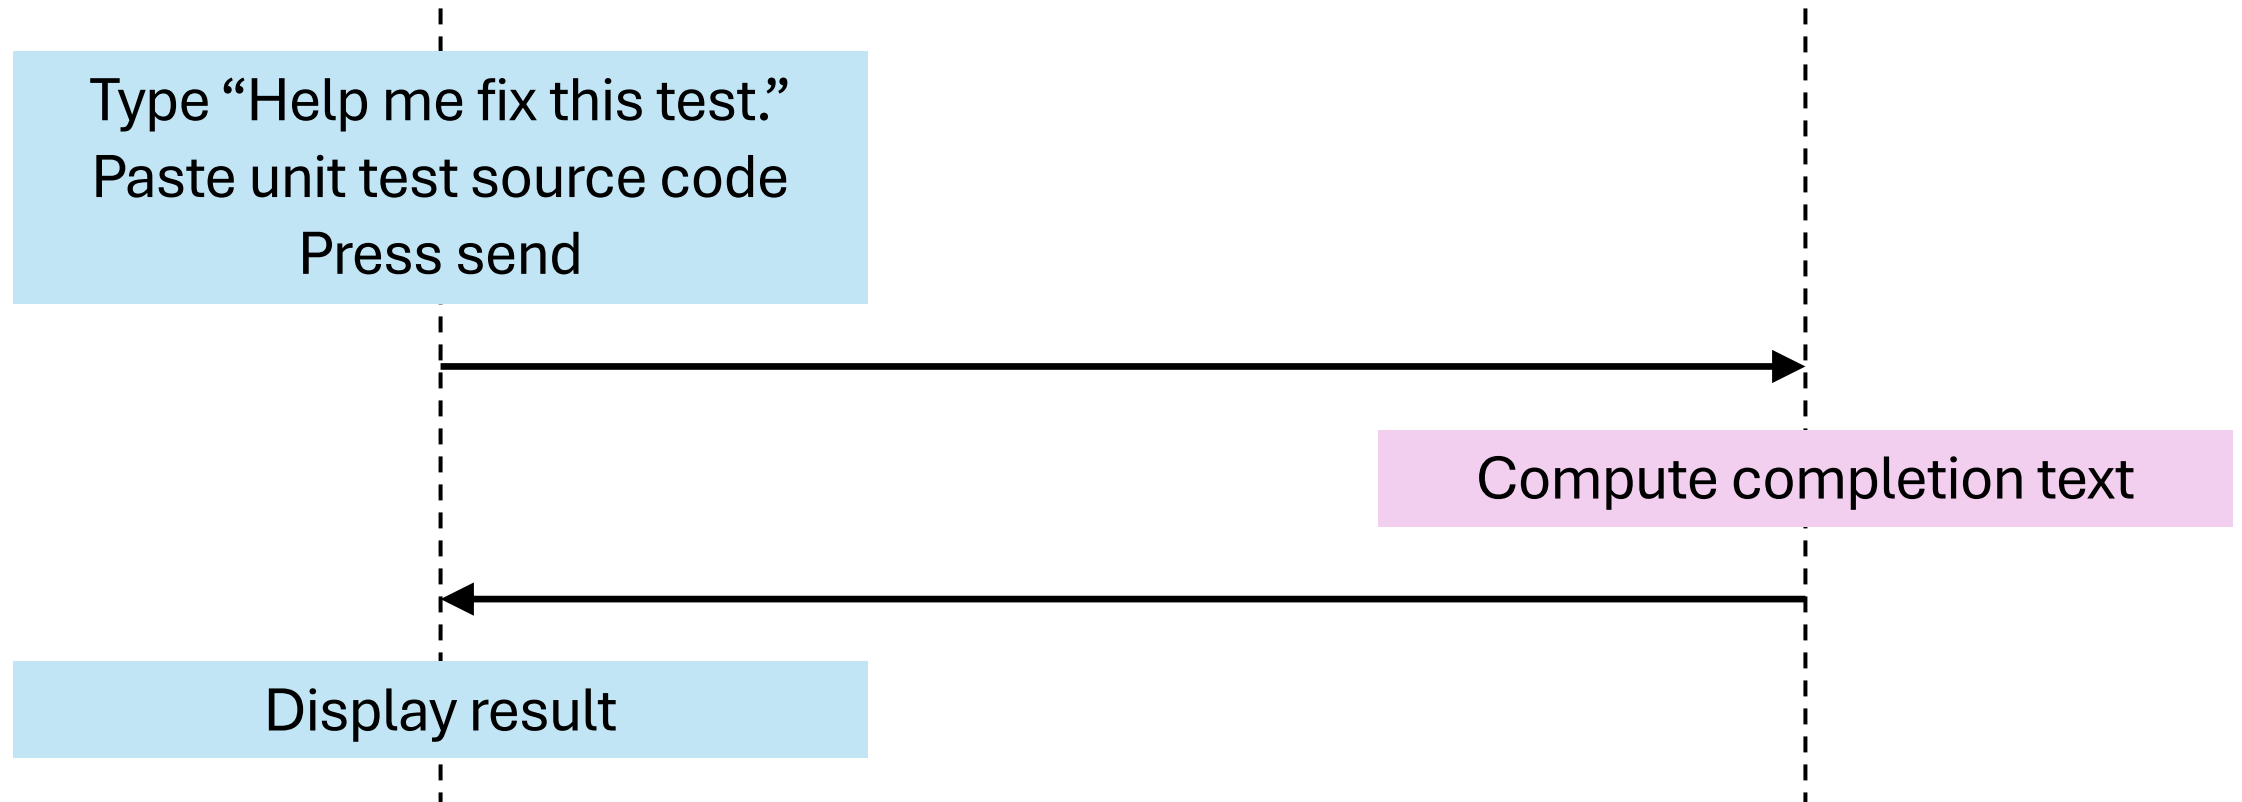 Type “Help me fix this test.”
Paste unit test source code
Press send
Compute completion text
Display result